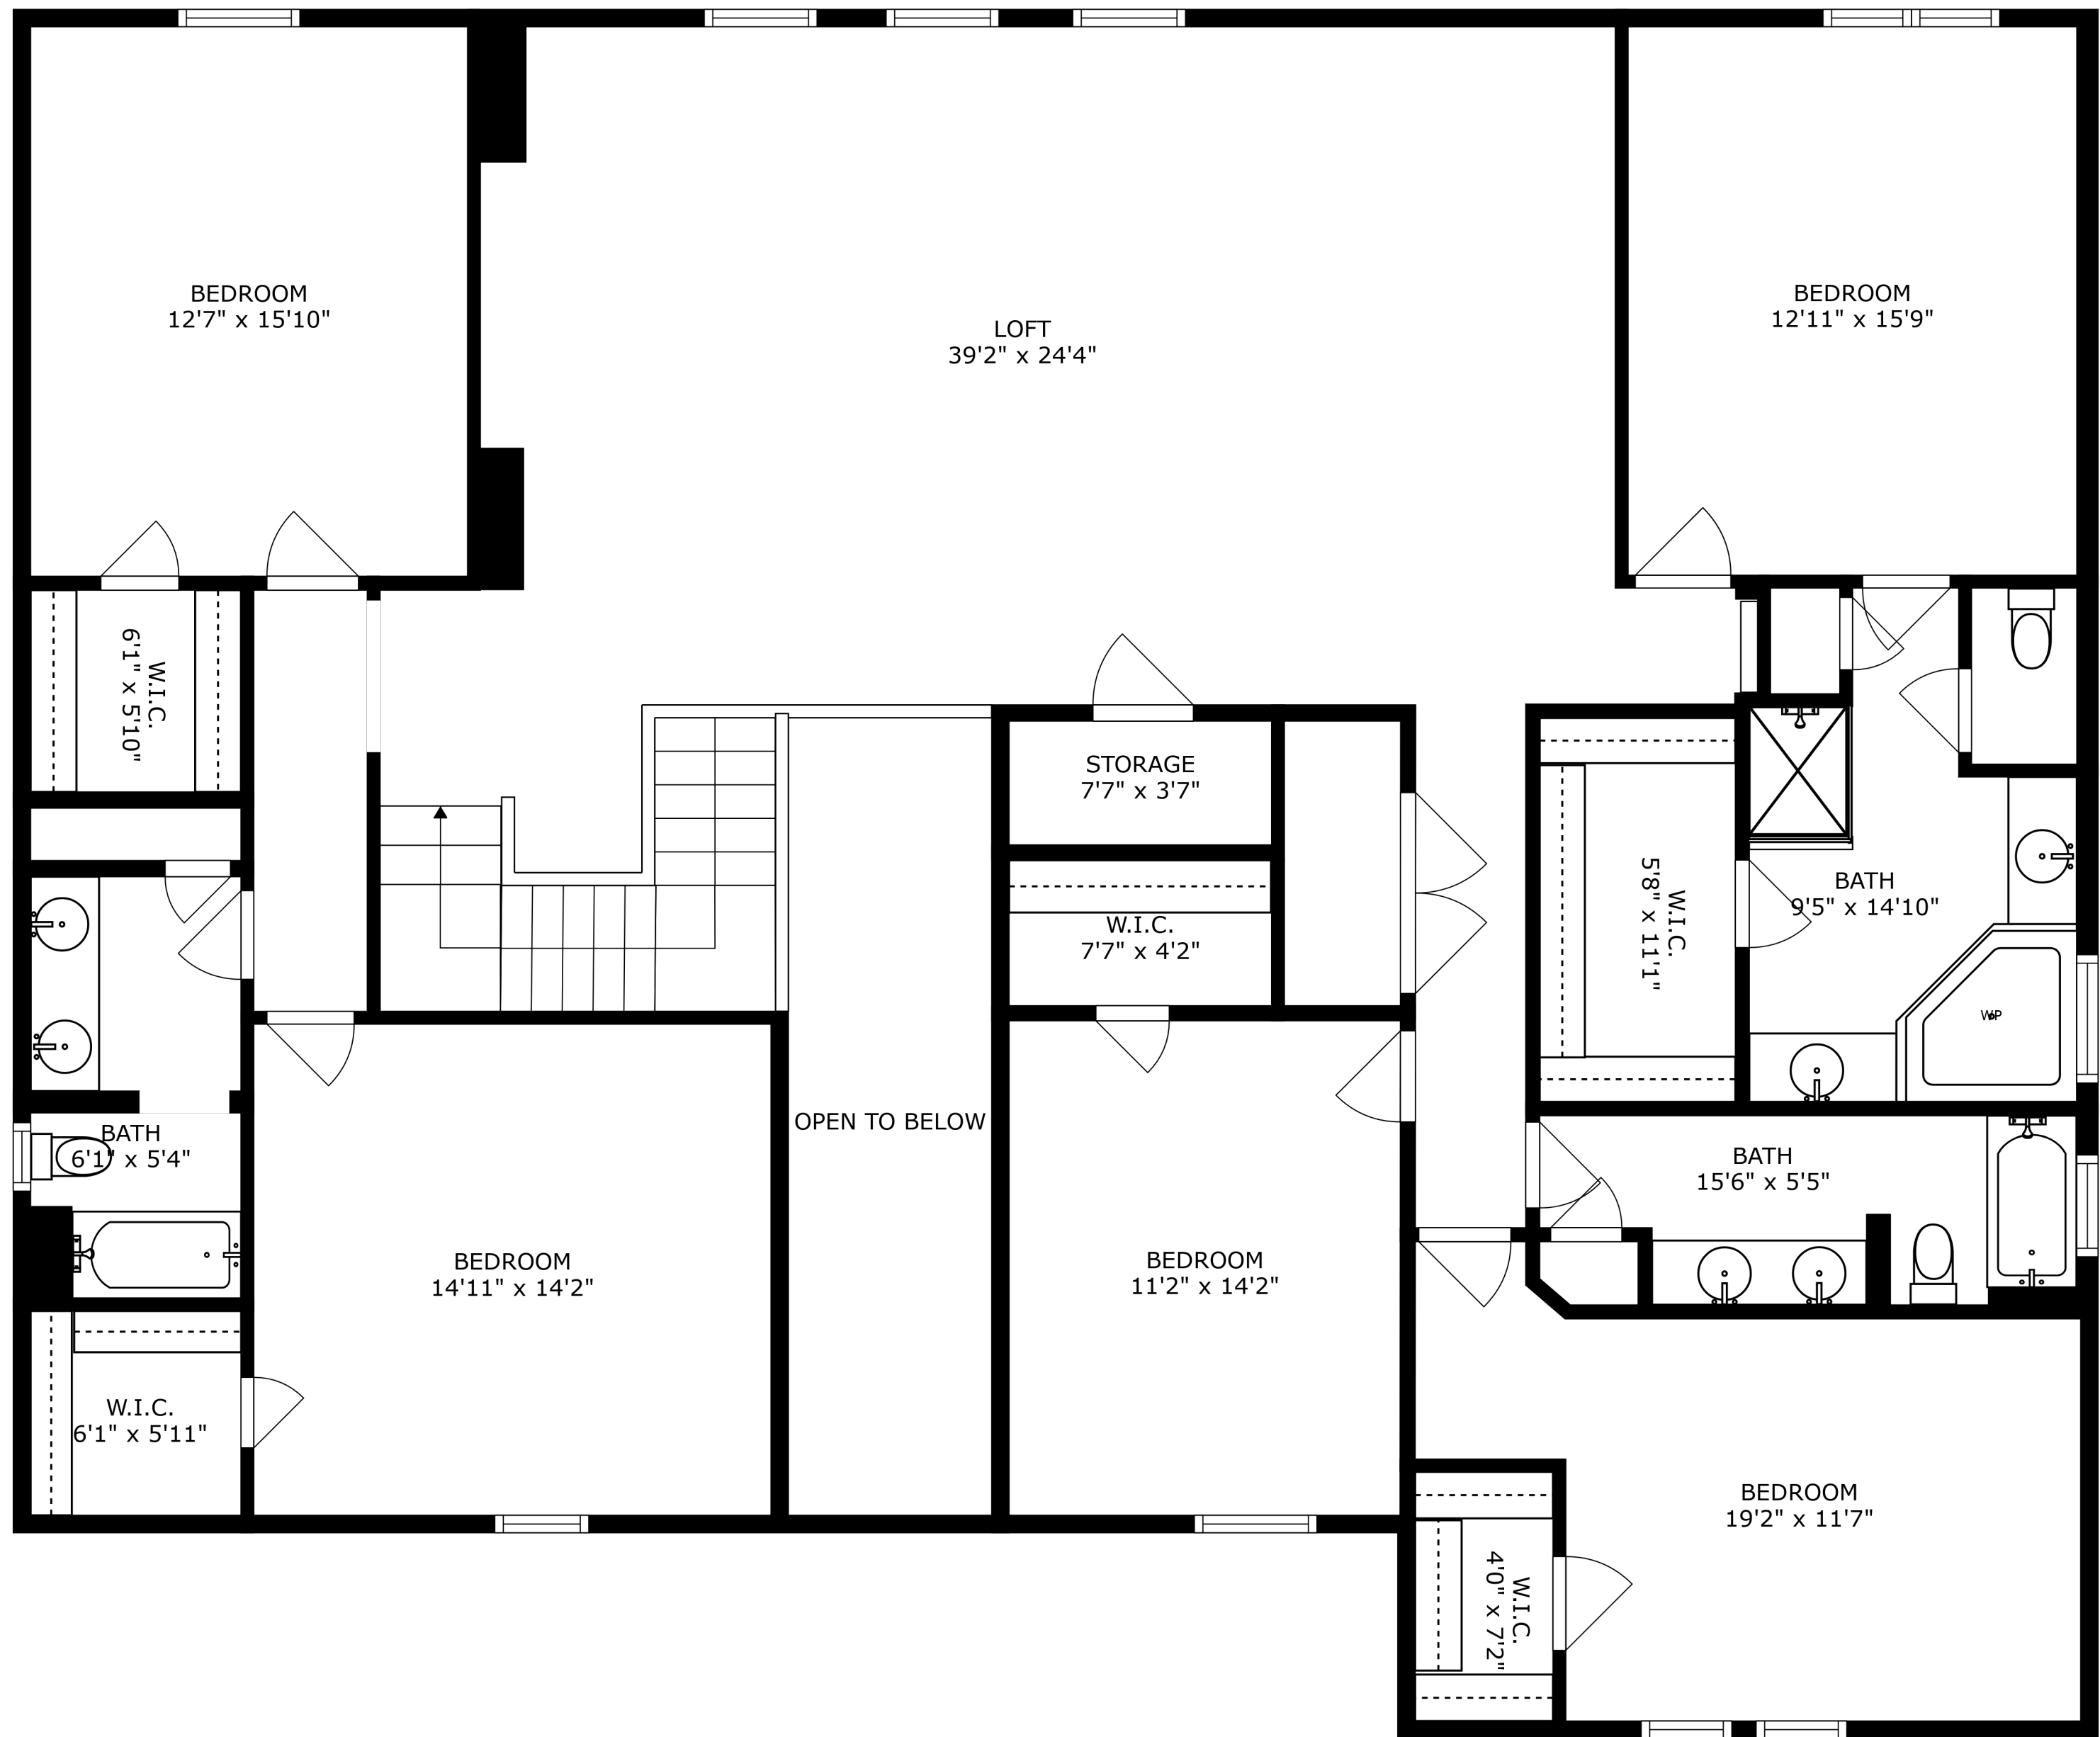 BEDROOM
12'7" x 15'10"
BEDROOM
12'11" x 15'9"
LOFT
39'2" x 24'4"
W.I.C.
6'1" x 5'10"
STORAGE
7'7" x 3'7"
W.I.C.
7'7" x 4'2"
W.I.C.
5'8" x 11'1"
BATH
9'5" x 14'10"
WP
OPEN TO BELOW
BATH
6'1" x 5'4"
BATH
15'6" x 5'5"
BEDROOM
14'11" x 14'2"
BEDROOM
11'2" x 14'2"
W.I.C.
6'1" x 5'11"
BEDROOM
19'2" x 11'7"
W.I.C.
4'0" x 7'2"